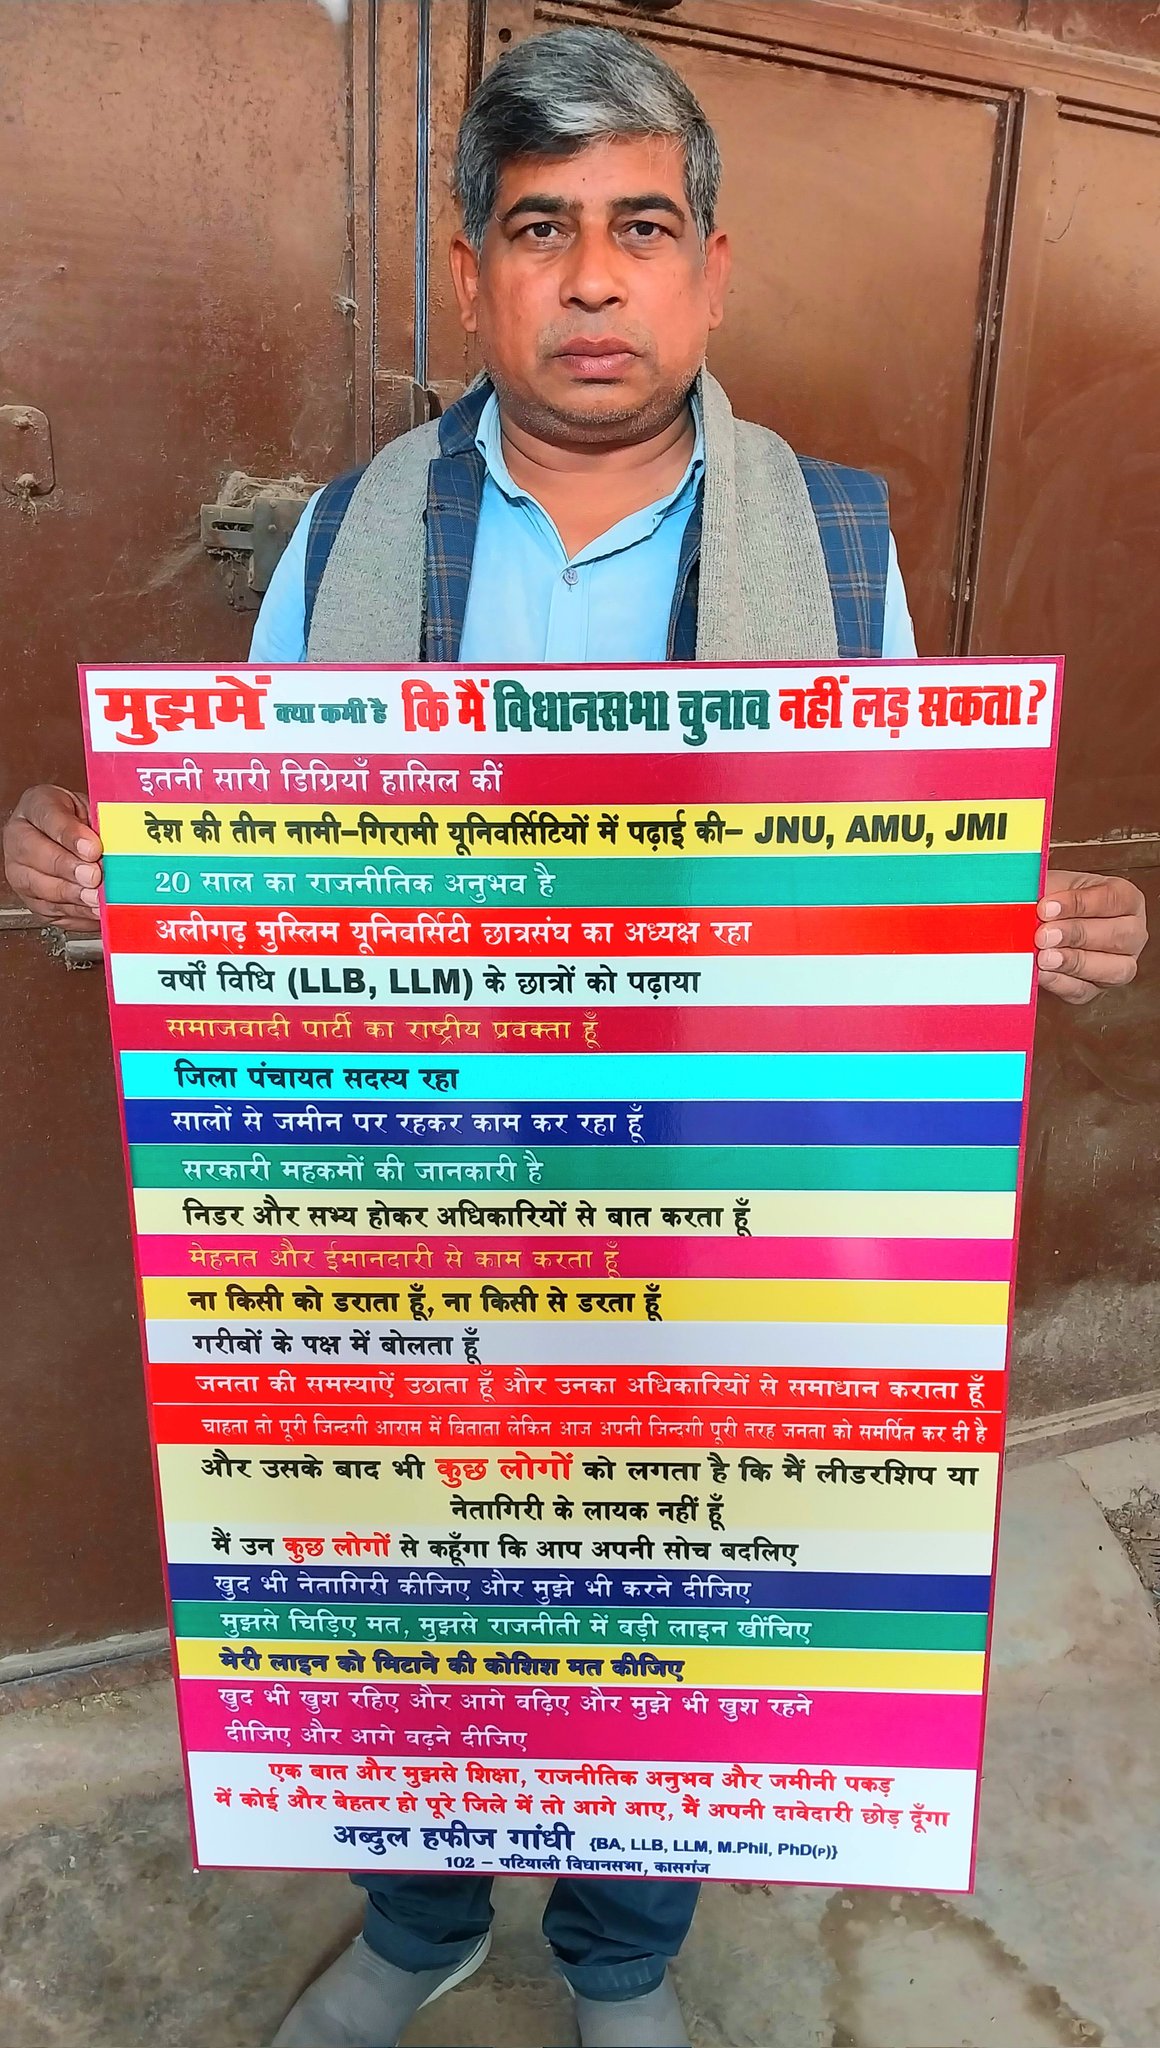 मुझमें क्या कमी है कि मैं विधानसभा चुनाव नहीं लड़ सकता?
इतनी सारी डिग्रियाँ हासिल कीं
देश की तीन नामी-गिरामी यूनिवर्सिटियों में पढ़ाई की- JNU, AMU, JMI
20 साल का राजनीतिक अनुभव है
अलीगढ़ मुस्लिम यूनिवर्सिटी छात्रसंघ का अध्यक्ष रहा
वर्षों विधि (LLB, LLM) के छात्रों को पढ़ाया
समाजवादी पार्टी का राष्ट्रीय प्रवक्ता हूँ
जिला पंचायत सदस्य रहा
सालों से जमीन पर रहकर काम कर रहा हूँ
सरकारी महकमों की जानकारी है
निडर और सभ्य होकर अधिकारियों से बात करता हूँ
मेहनत और ईमानदारी से काम करता हूँ
ना किसी को डराता हूँ, ना किसी से डरता हूँ
गरीबों के पक्ष में बोलता हूँ
जनता की समस्याऐं उठाता हूँ और उनका अधिकारियों से समाधान कराता हूँ
चाहता तो पूरी जिन्दगी आराम में विताता लेकिन आज अपनी जिन्दगी पूरी तरह जनता को समर्पित कर दी है
और उसके बाद भी कुछ लोगों को लगता है कि मैं लीडरशिप या
नेतागिरी के लायक नहीं हूँ
मैं उन कुछ लोगों से कहूँगा कि आप अपनी सोच बदलिए
खुद भी नेतागिरी कीजिए और मुझे भी करने दीजिए
मुझसे चिड़िए मत, मुझसे राजनीती में बड़ी लाइन खींचिए
मेरी लाइन को मिटाने की कोशिश मत कीजिए
खुद भी खुश रहिए और आगे वढ़िए और मुझे भी खुश रहने
दीजिए और आगे वढ़ने दीजिए
एक बात और मुझसे शिक्षा, राजनीतिक अनुभव और जमीनी पकड़
में कोई और बेहतर हो पूरे जिले में तो आगे आए, मैं अपनी दावेदारी छोड़ दूँगा
अब्दुल हफीज गांधी {BA, LLB, LLM, M.Phil, PhD(P)}
102 - पटियाली विधानसभा, कासगंज